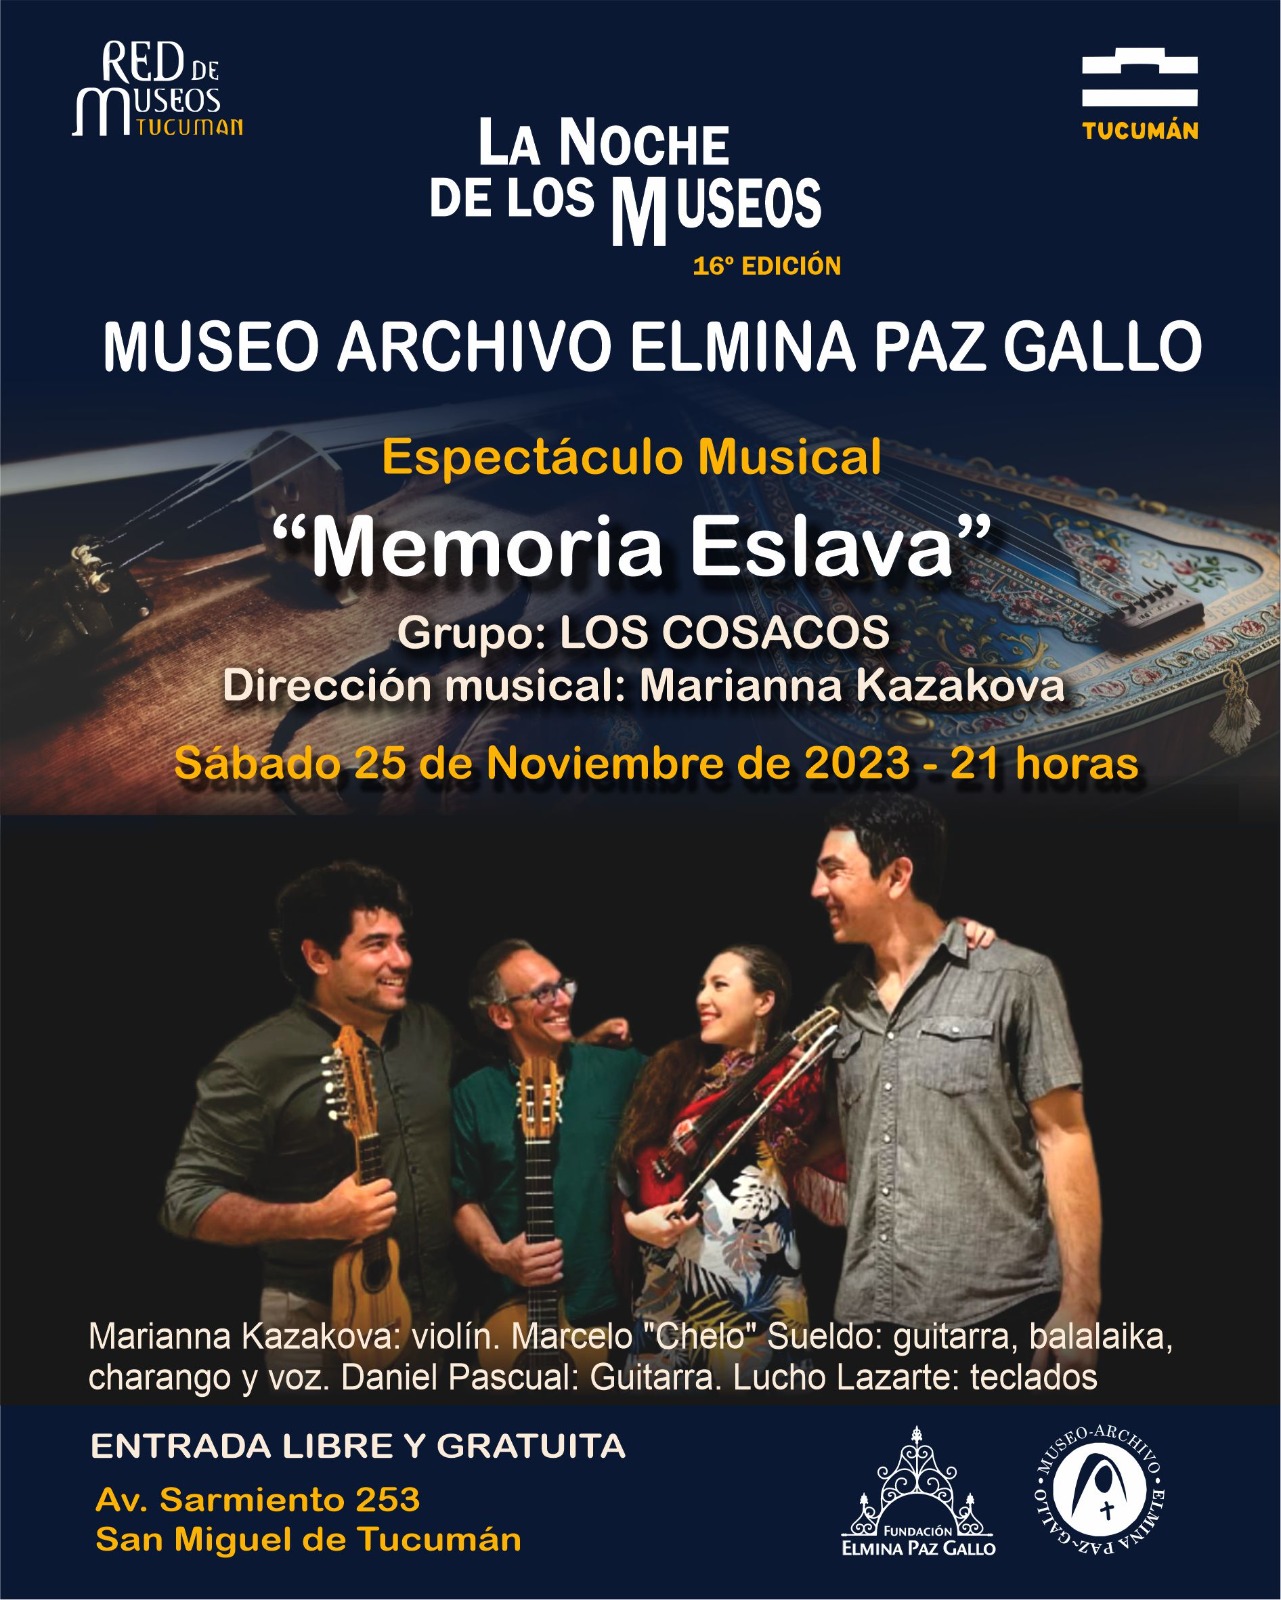 RED DE
MUSEOS
TUCUMAN
TUCUMÁN
LA NOCHE
DE LOS MUSEOS
16º EDICIÓN
MUSEO ARCHIVO ELMINA PAZ GALLO
Espectáculo Musical
“Memoria Eslava”
Grupo: LOS COSACOS
Dirección musical: Marianna Kazakova
Sábado 25 de Noviembre de 2023 - 21 horas
Marianna Kazakova: violín. Marcelo "Chelo" Sueldo: guitarra, balalaika,
charango y voz. Daniel Pascual: Guitarra. Lucho Lazarte: teclados
ENTRADA LIBRE Y GRATUITA
Av. Sarmiento 253
San Miguel de Tucumán
FUNDACIÓN
ELMINA PAZ GALLO
MUSEO-ARCHIVO • ELMINA PAZ-GALLO •